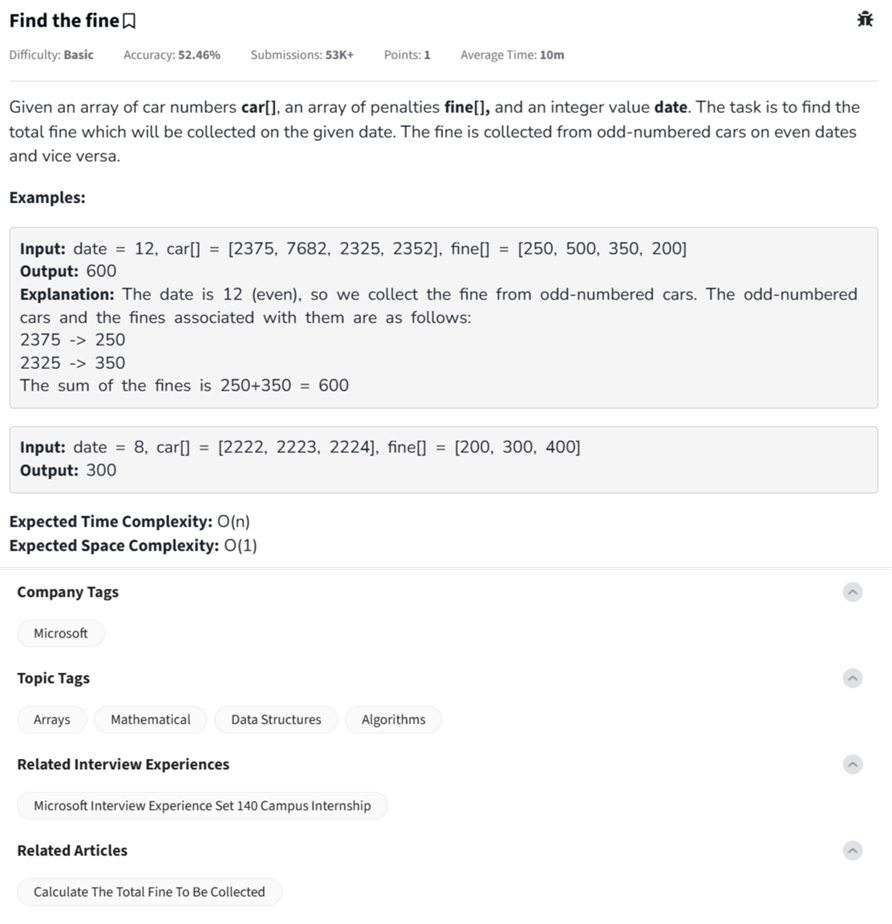 Find the fine
Difficulty: Basic Accuracy: 52.46% Submissions: 53K+ Points: 1 Average Time: 10m
Given an array of car numbers car[], an array of penalties fine[], and an integer value date. The task is to find the
total fine which will be collected on the given date. The fine is collected from odd-numbered cars on even dates
and vice versa.
Examples:
Input: date = 12, car[] = [2375, 7682, 2325, 2352], fine[] = [250, 500, 350, 200]
Output: 600
Explanation: The date is 12 (even), so we collect the fine from odd-numbered cars. The odd-numbered
cars and the fines associated with them are as follows:
2375 -> 250
2325 -> 350
The sum of the fines is 250+350 = 600
Input: date = 8, car[] = [2222, 2223, 2224], fine[] = [200, 300, 400]
Output: 300
Expected Time Complexity: O(n)
Expected Space Complexity: O(1)
Company Tags
Microsoft
Topic Tags
Arrays Mathematical Data Structures Algorithms
Related Interview Experiences
Microsoft Interview Experience Set 140 Campus Internship
Related Articles
Calculate The Total Fine To Be Collected